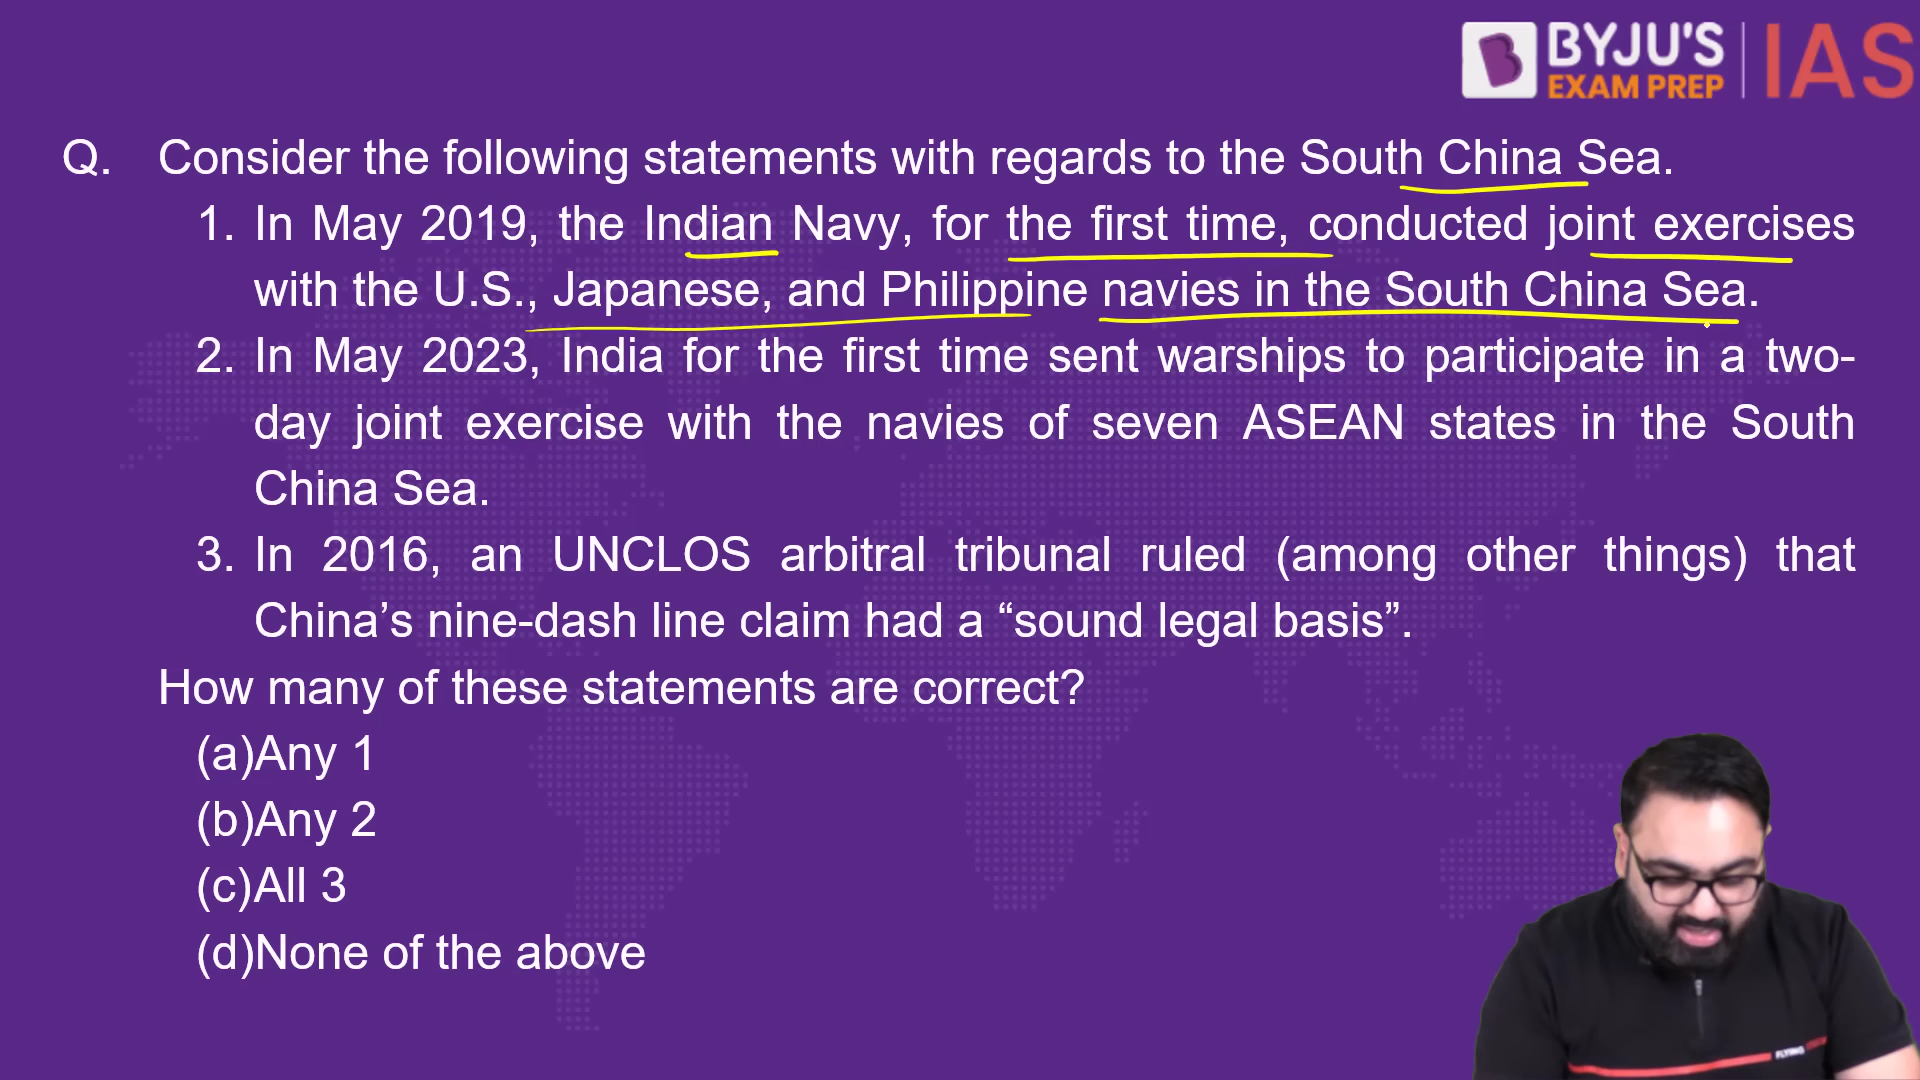 BYJU'S
EXAM PREP
IAS
Q. Consider the following statements with regards to the South China Sea.
1. In May 2019, the Indian Navy, for the first time, conducted joint exercises
with the U.S., Japanese, and Philippine navies in the South China Sea.
2. In May 2023, India for the first time sent warships to participate in a two-
day joint exercise with the navies of seven ASEAN states in the South
China Sea.
3. In 2016, an UNCLOS arbitral tribunal ruled (among other things) that
China’s nine-dash line claim had a “sound legal basis”.
How many of these statements are correct?
(a)Any 1
(b)Any 2
(c)All 3
(d)None of the above
FLYING